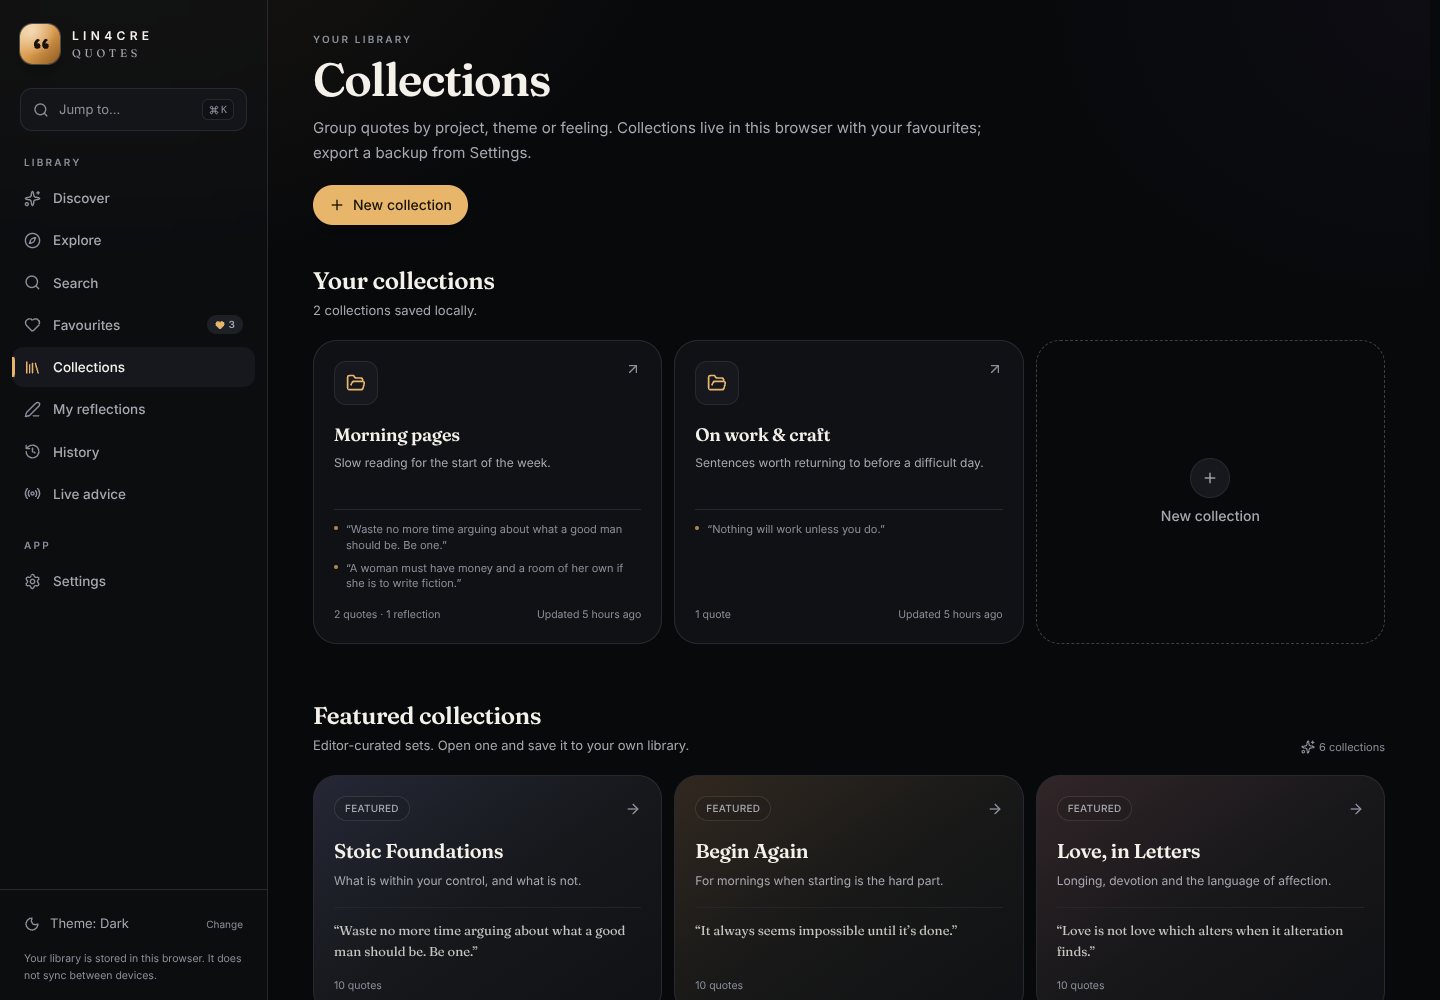 LIN4CRE
QUOTES
Jump to...
⌘K
LIBRARY
Discover
Explore
Search
Favourites
3
Collections
My reflections
History
Live advice
APP
Settings
Theme: Dark
Change
Your library is stored in this browser. It does
not sync between devices.
YOUR LIBRARY
Collections
Group quotes by project, theme or feeling. Collections live in this browser with your favourites;
export a backup from Settings.
New collection
Your collections
2 collections saved locally.
Morning pages
Slow reading for the start of the week.
“Waste no more time arguing about what a good man
should be. Be one.”
“A woman must have money and a room of her own if
she is to write fiction.”
2 quotes · 1 reflection
Updated 5 hours ago
On work & craft
Sentences worth returning to before a difficult day.
“Nothing will work unless you do.”
1 quote
Updated 5 hours ago
New collection
Featured collections
Editor-curated sets. Open one and save it to your own library.
6 collections
FEATURED
Stoic Foundations
What is within your control, and what is not.
“Waste no more time arguing about what a good
man should be. Be one.”
10 quotes
FEATURED
Begin Again
For mornings when starting is the hard part.
“It always seems impossible until it’s done.”
10 quotes
FEATURED
Love, in Letters
Longing, devotion and the language of affection.
“Love is not love which alters when it alteration
finds.”
10 quotes